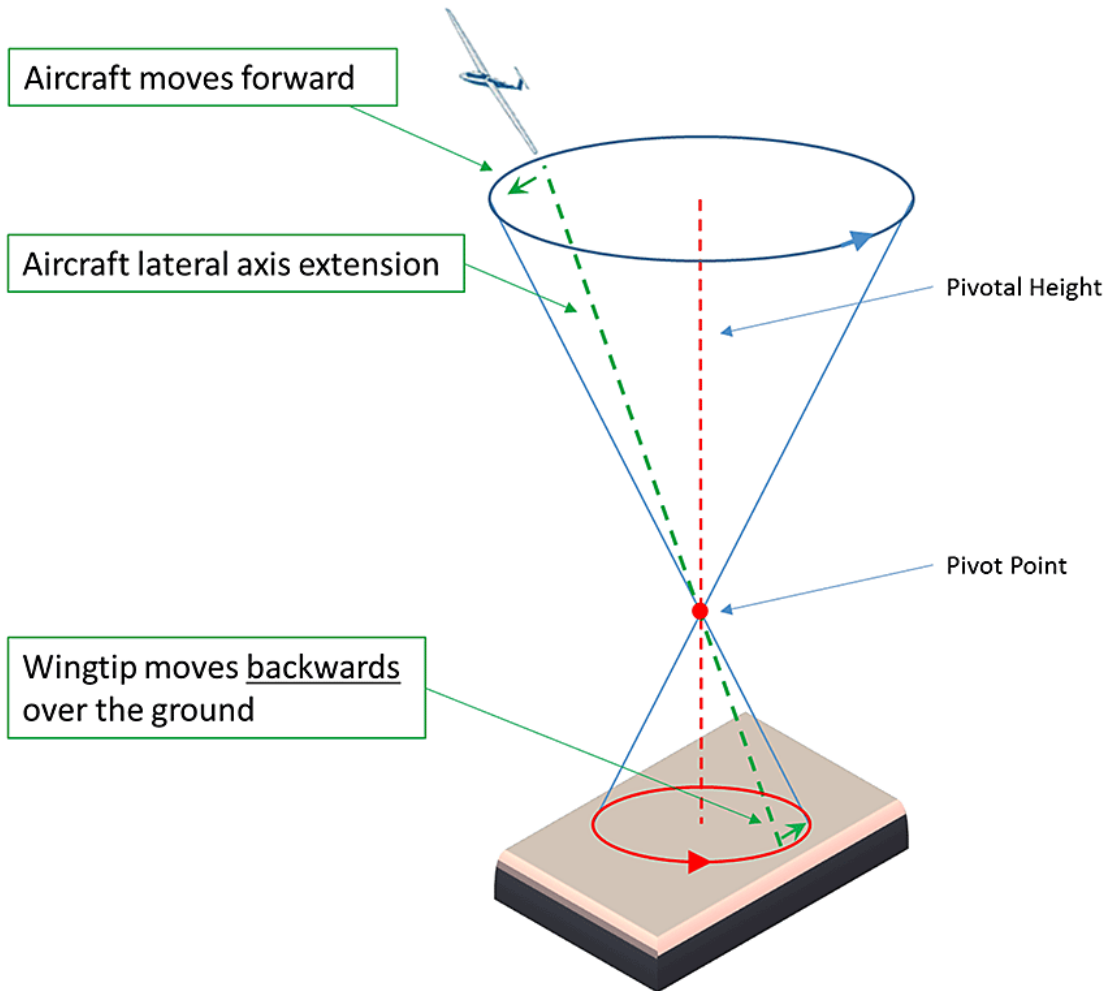 Aircraft moves forward
Aircraft lateral axis extension
Pivotal Height
Pivot Point
Wingtip moves backwards
over the ground